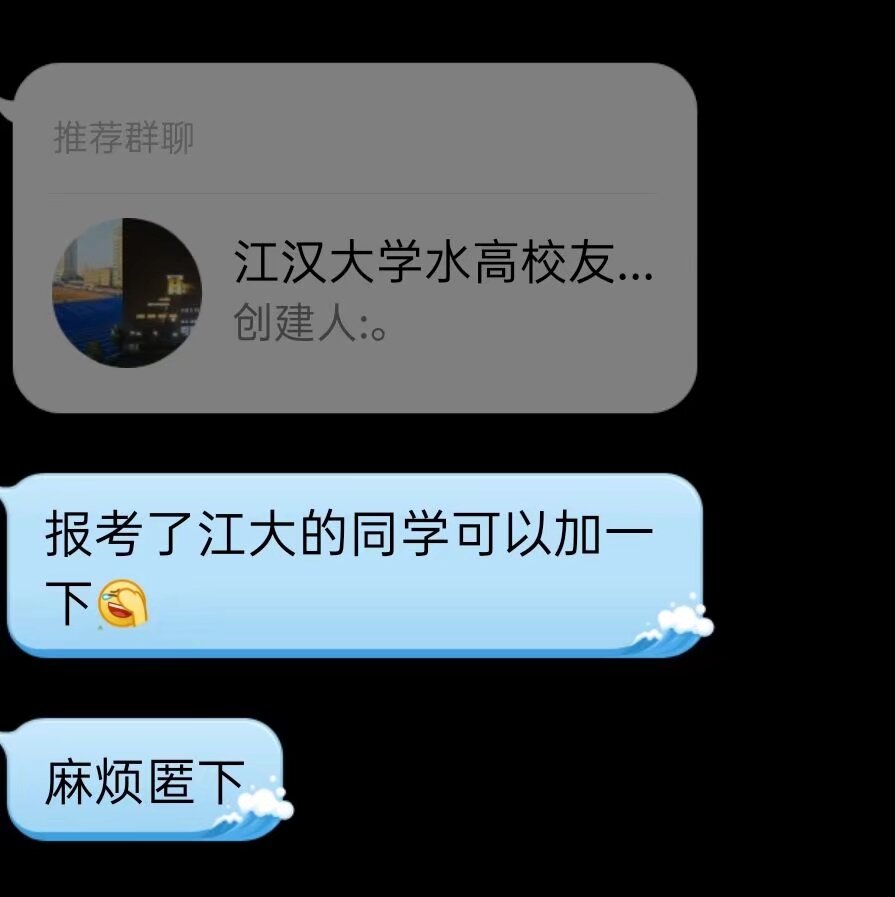 推荐群聊
江汉大学水高校友...
创建人:。
报考了江大的同学可以加一
下
麻烦匿下